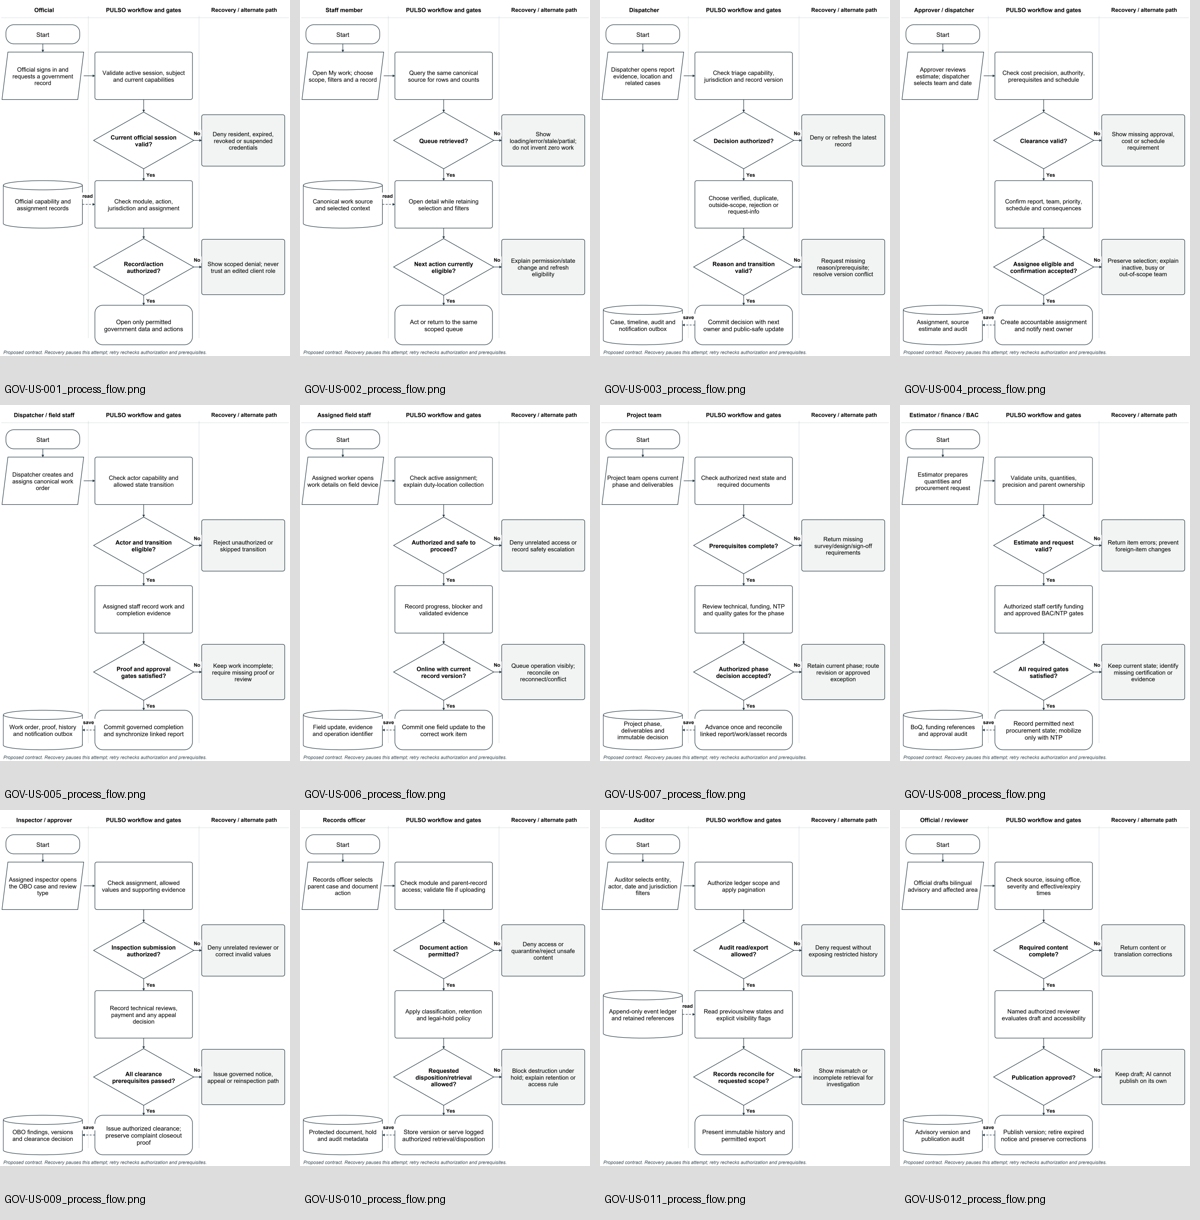 Official
PULSO workflow and gates
Recovery / alternate path
Start
Official signs in and
requests a government
record
Validate active session, subject
and current capabilities
Current official session
valid?
No
Deny resident, expired,
revoked or suspended
credentials
Yes
Official capability and
assignment records
read
Check module, action,
jurisdiction and assignment
Record/action
authorized?
No
Show scoped denial; never
trust an edited client role
Yes
Open only permitted
government data and actions
Proposed contract. Recovery pauses this attempt; retry rechecks authorization and prerequisites.
GOV-US-001_process_flow.png
Staff member
PULSO workflow and gates
Recovery / alternate path
Start
Open My work; choose
scope, filters and a record
Query the same canonical
source for rows and counts
Queue retrieved?
No
Show
loading/error/stale/partial;
do not invent zero work
Yes
Canonical work source
and selected context
read
Open detail while retaining
selection and filters
Next action currently
eligible?
No
Explain permission/state
change and refresh
eligibility
Yes
Act or return to the same
scoped queue
Proposed contract. Recovery pauses this attempt; retry rechecks authorization and prerequisites.
GOV-US-002_process_flow.png
Dispatcher
PULSO workflow and gates
Recovery / alternate path
Start
Dispatcher opens report
evidence, location and
related cases
Check triage capability,
jurisdiction and record version
Decision authorized?
No
Deny or refresh the latest
record
Yes
Choose verified, duplicate,
outside-scope, rejection or
request-info
Reason and transition
valid?
No
Request missing
reason/prerequisite;
resolve version conflict
Yes
Case, timeline, audit and
notification outbox
save
Commit decision with next
owner and public-safe update
Proposed contract. Recovery pauses this attempt; retry rechecks authorization and prerequisites.
GOV-US-003_process_flow.png
Approver / dispatcher
PULSO workflow and gates
Recovery / alternate path
Start
Approver reviews
estimate; dispatcher
selects team and date
Check cost precision, authority,
prerequisites and schedule
Clearance valid?
No
Show missing approval,
cost or schedule
requirement
Yes
Confirm report, team, priority,
schedule and consequences
Assignee eligible and
confirmation accepted?
No
Preserve selection; explain
inactive, busy or
out-of-scope team
Yes
Assignment, source
estimate and audit
save
Create accountable assignment
and notify next owner
Proposed contract. Recovery pauses this attempt; retry rechecks authorization and prerequisites.
GOV-US-004_process_flow.png
Dispatcher / field staff
PULSO workflow and gates
Recovery / alternate path
Start
Dispatcher creates and
assigns canonical work
order
Check actor capability and
allowed state transition
Actor and transition
eligible?
No
Reject unauthorized or
skipped transition
Yes
Assigned staff record work and
completion evidence
Proof and approval
gates satisfied?
No
Keep work incomplete;
require missing proof or
review
Yes
Work order, proof, history
and notification outbox
save
Commit governed completion
and synchronize linked report
Proposed contract. Recovery pauses this attempt; retry rechecks authorization and prerequisites.
GOV-US-005_process_flow.png
Assigned field staff
PULSO workflow and gates
Recovery / alternate path
Start
Assigned worker opens
work details on field device
Check active assignment;
explain duty-location collection
Authorized and safe to
proceed?
No
Deny unrelated access or
record safety escalation
Yes
Record progress, blocker and
validated evidence
Online with current
record version?
No
Queue operation visibly;
reconcile on
reconnect/conflict
Yes
Field update, evidence
and operation identifier
save
Commit one field update to the
correct work item
Proposed contract. Recovery pauses this attempt; retry rechecks authorization and prerequisites.
GOV-US-006_process_flow.png
Project team
PULSO workflow and gates
Recovery / alternate path
Start
Project team opens current
phase and deliverables
Check authorized next state and
required documents
Prerequisites complete?
No
Return missing
survey/design/sign-off
requirements
Yes
Review technical, funding, NTP
and quality gates for the phase
Authorized phase
decision accepted?
No
Retain current phase; route
revision or approved
exception
Yes
Project phase,
deliverables and
immutable decision
save
Advance once and reconcile
linked report/work/asset records
Proposed contract. Recovery pauses this attempt; retry rechecks authorization and prerequisites.
GOV-US-007_process_flow.png
Estimator / finance / BAC
PULSO workflow and gates
Recovery / alternate path
Start
Estimator prepares
quantities and
procurement request
Validate units, quantities,
precision and parent ownership
Estimate and request
valid?
No
Return item errors; prevent
foreign-item changes
Yes
Authorized staff certify funding
and approved BAC/NTP gates
All required gates
satisfied?
No
Keep current state; identify
missing certification or
evidence
Yes
BoQ, funding references
and approval audit
save
Record permitted next
procurement state; mobilize
only with NTP
Proposed contract. Recovery pauses this attempt; retry rechecks authorization and prerequisites.
GOV-US-008_process_flow.png
Inspector / approver
PULSO workflow and gates
Recovery / alternate path
Start
Assigned inspector opens
the OBO case and review
type
Check assignment, allowed
values and supporting evidence
Inspection submission
authorized?
No
Deny unrelated reviewer or
correct invalid values
Yes
Record technical reviews,
payment and any appeal
decision
All clearance
prerequisites passed?
No
Issue governed notice,
appeal or reinspection path
Yes
OBO findings, versions
and clearance decision
save
Issue authorized clearance;
preserve complaint closeout
proof
Proposed contract. Recovery pauses this attempt; retry rechecks authorization and prerequisites.
GOV-US-009_process_flow.png
Records officer
PULSO workflow and gates
Recovery / alternate path
Start
Records officer selects
parent case and document
action
Check module and parent-record
access; validate file if uploading
Document action
permitted?
No
Deny access or
quarantine/reject unsafe
content
Yes
Apply classification, retention
and legal-hold policy
Requested
disposition/retrieval
allowed?
No
Block destruction under
hold; explain retention or
access rule
Yes
Protected document, hold
and audit metadata
save
Store version or serve logged
authorized retrieval/disposition
Proposed contract. Recovery pauses this attempt; retry rechecks authorization and prerequisites.
GOV-US-010_process_flow.png
Auditor
PULSO workflow and gates
Recovery / alternate path
Start
Auditor selects entity,
actor, date and jurisdiction
filters
Authorize ledger scope and
apply pagination
Audit read/export
allowed?
No
Deny request without
exposing restricted history
Yes
Append-only event ledger
and retained references
read
Read previous/new states and
explicit visibility flags
Records reconcile for
requested scope?
No
Show mismatch or
incomplete retrieval for
investigation
Yes
Present immutable history and
permitted export
Proposed contract. Recovery pauses this attempt; retry rechecks authorization and prerequisites.
GOV-US-011_process_flow.png
Official / reviewer
PULSO workflow and gates
Recovery / alternate path
Start
Official drafts bilingual
advisory and affected area
Check source, issuing office,
severity and effective/expiry
times
Required content
complete?
No
Return content or
translation corrections
Yes
Named authorized reviewer
evaluates draft and accessibility
Publication approved?
No
Keep draft; AI cannot
publish on its own
Yes
Advisory version and
publication audit
save
Publish version; retire expired
notice and preserve corrections
Proposed contract. Recovery pauses this attempt; retry rechecks authorization and prerequisites.
GOV-US-012_process_flow.png